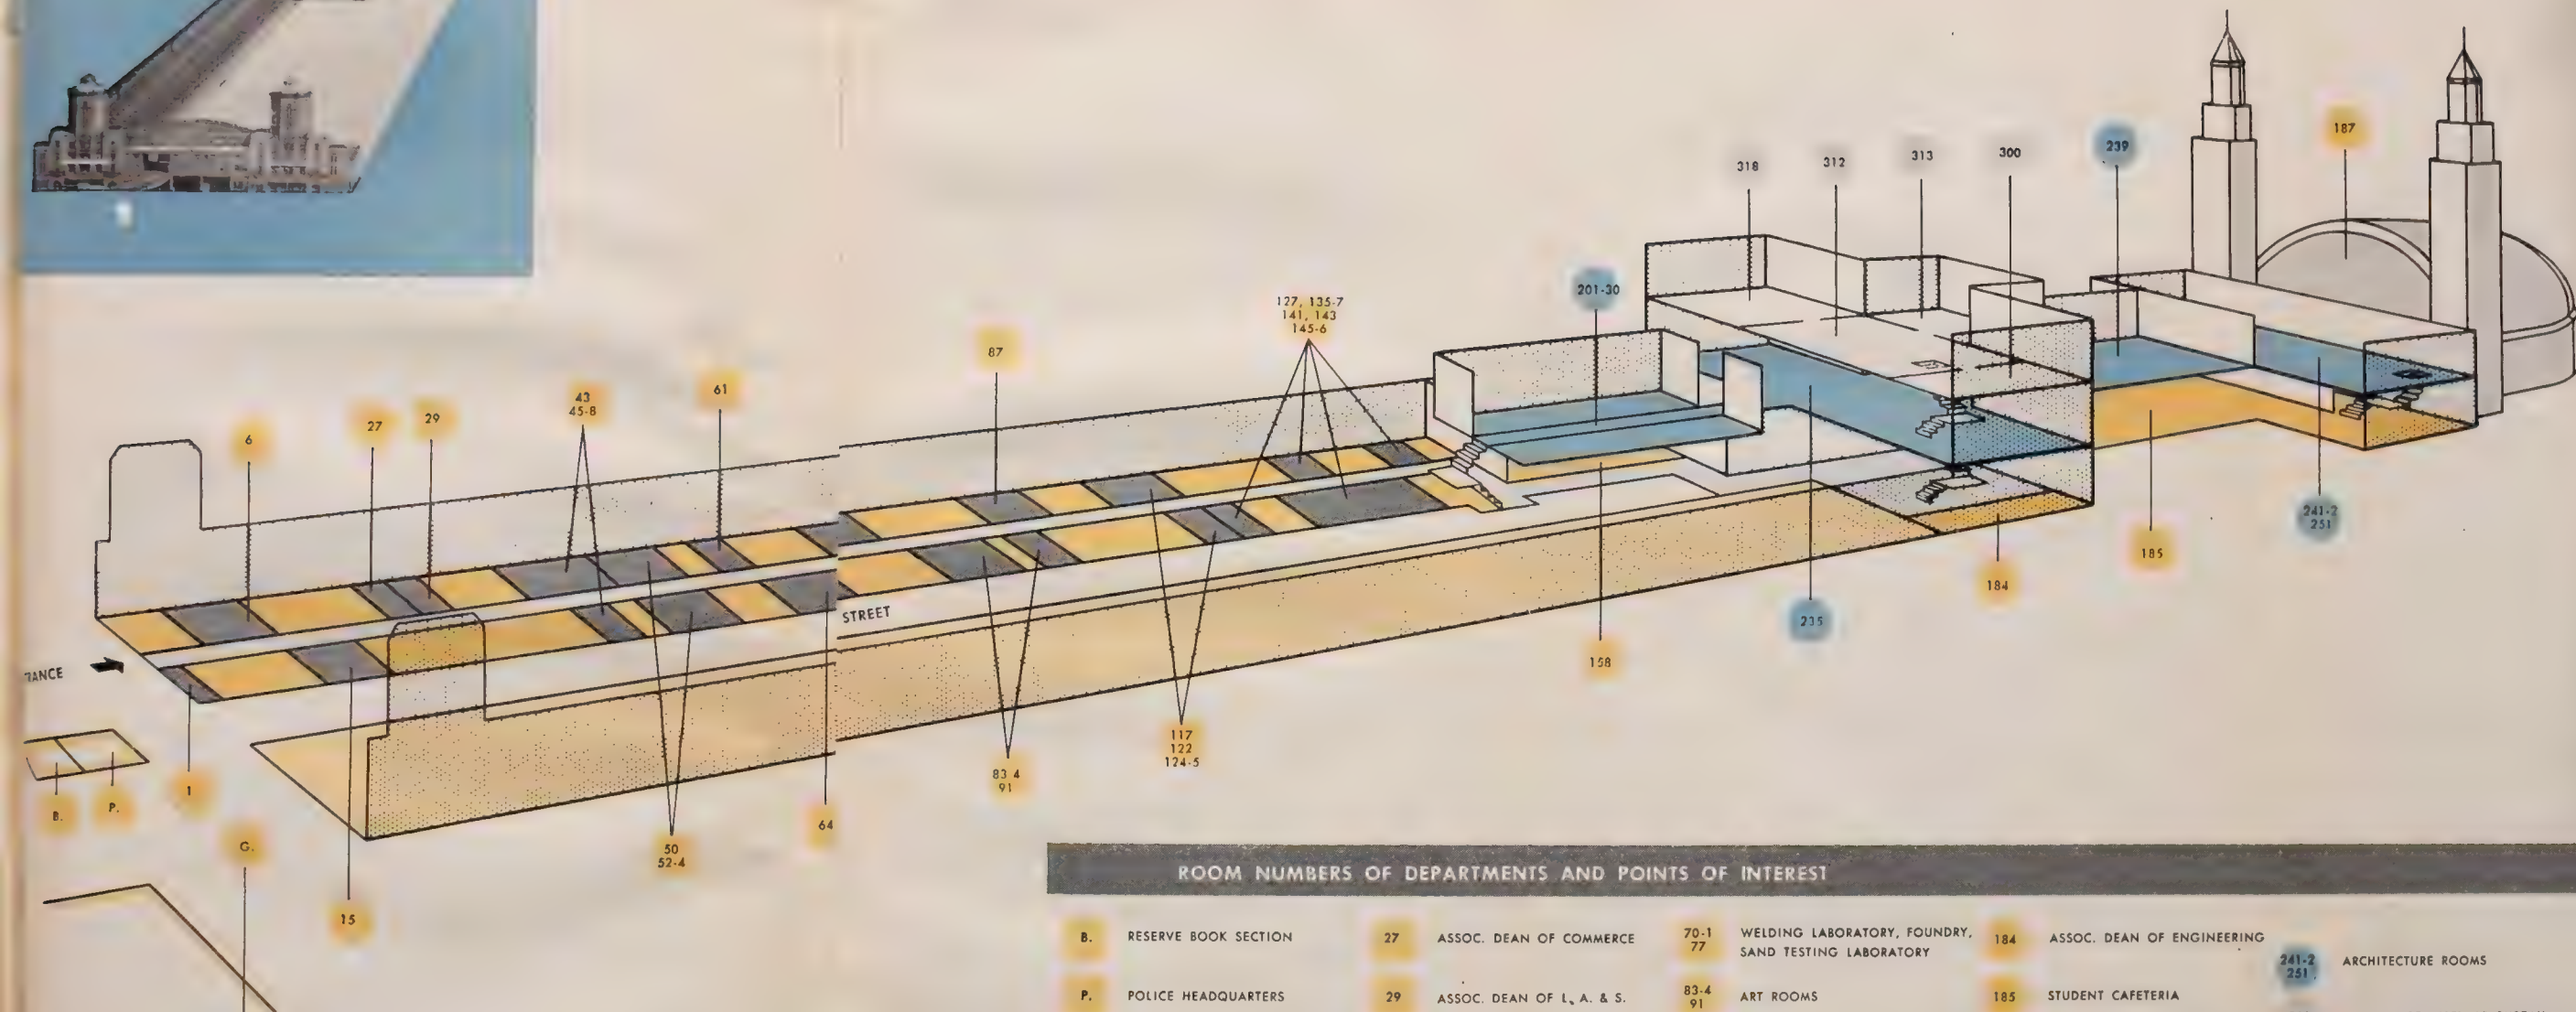 187
239
300
313
312
318
201-30
127, 135-7
141, 143
145-6
87
61
43
45-8
29
27
6
241-2
251
185
184
235
158
STREET
RANCE
117
122
124-5
83 4
91
64
50
52-4
1
B.
P.
G.
15
ROOM NUMBERS OF DEPARTMENTS AND POINTS OF INTEREST
B. RESERVE BOOK SECTION
P. POLICE HEADQUARTERS
27 ASSOC. DEAN OF COMMERCE
29 ASSOC. DEAN OF L. A. & S.
70-1
77
WELDING LABORATORY, FOUNDRY,
SAND TESTING LABORATORY
83-4
91
ART ROOMS
184 ASSOC. DEAN OF ENGINEERING
185 STUDENT CAFETERIA
241-2
251
ARCHITECTURE ROOMS